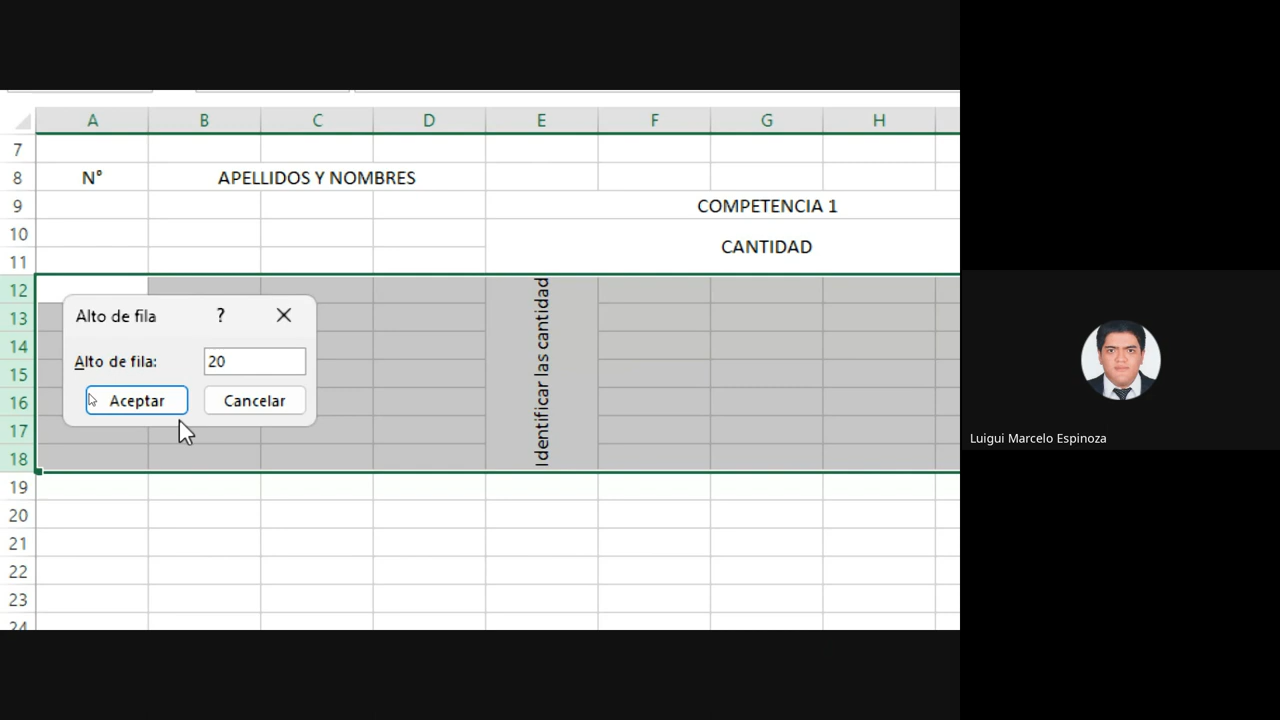 A B C D E F G H
7
8 N° APELLIDOS Y NOMBRES
9 COMPETENCIA 1
10 CANTIDAD
11
12
13
14
15
16
17
18
Identificar las cantidad
Alto de fila ?
Alto de fila: 20
Aceptar Cancelar
19
20
21
22
23
24
Luigui Marcelo Espinoza